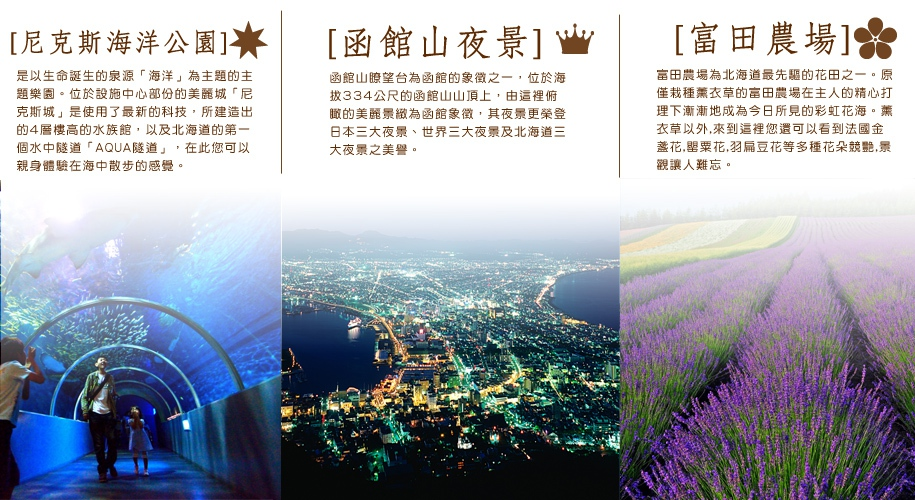 [尼克斯海洋公園]
是以生命誕生的泉源「海洋」為主題的主
題樂園。位於設施中心部份的美麗城「尼
克斯城」是使用了最新的科技，所建造出
的4層樓高的水族館，以及北海道的第一
個水中隧道「AQUA隧道」，在此您可以
親身體驗在海中散步的感覺。
[函館山夜景]
函館山瞭望台為函館的象徵之一，位於海
拔334公尺的函館山山頂上，由這裡俯
瞰的美麗景緻為函館象徵，其夜景更榮登
日本三大夜景、世界三大夜景及北海道三
大夜景之美譽。
[富田農場]
富田農場為北海道最先驅的花田之一。原
僅栽種薰衣草的富田農場在主人的精心打
理下漸漸地成為今日所見的彩虹花海。薰
衣草以外,來到這裡您還可以看到法國金
盞花,罌粟花,羽扁豆花等多種花朵競艷,景
觀讓人難忘。